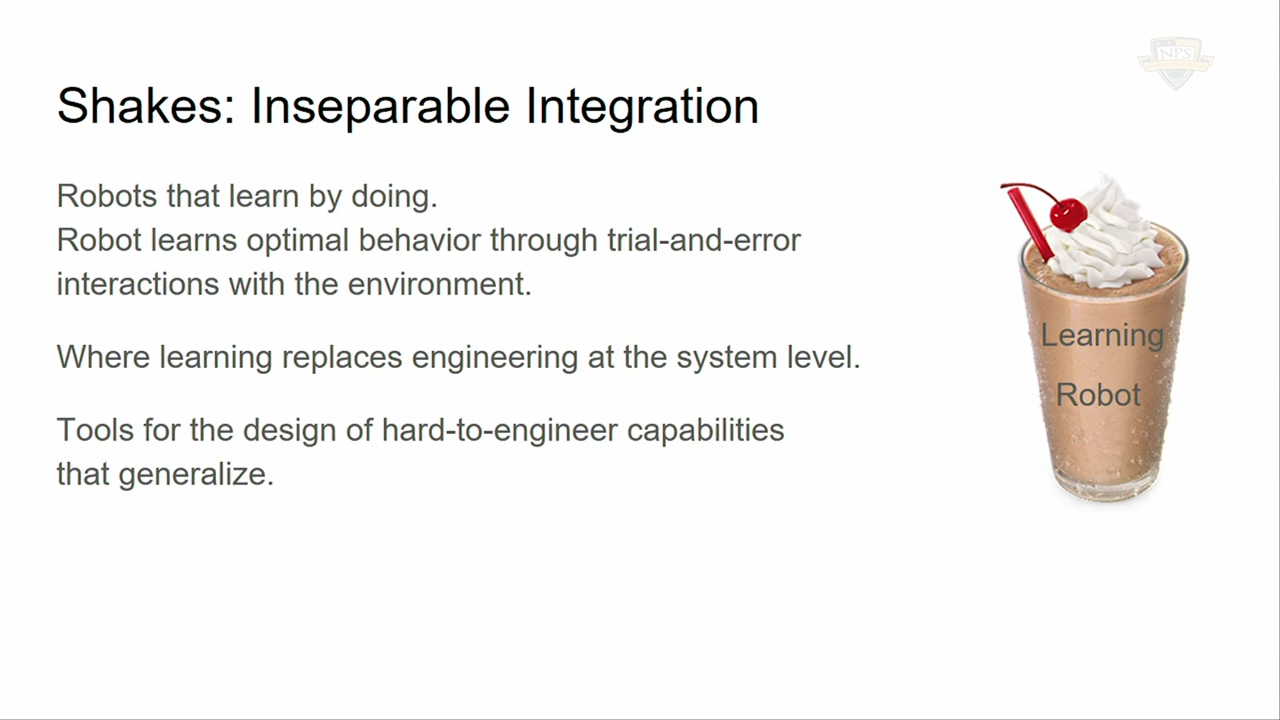 NPS
Shakes: Inseparable Integration
Robots that learn by doing.
Robot learns optimal behavior through trial-and-error
interactions with the environment.
Where learning replaces engineering at the system level.
Tools for the design of hard-to-engineer capabilities
that generalize.
Learning
Robot